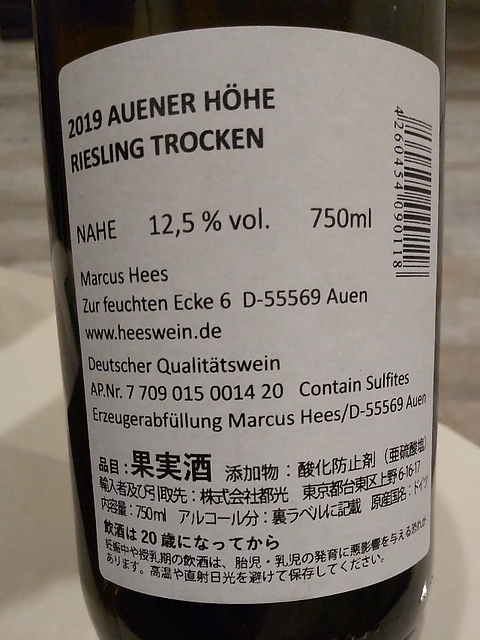 2019 AUENER HÖHE
RIESLING TROCKEN
NAHE 12,5 % vol. 750ml
4260454090118
Marcus Hees
Zur feuchten Ecke 6 D-55569 Auen
www.heeswein.de
Deutscher Qualitätswein
AP.Nr. 7 709 015 0014 20 Contain Sulfites
Erzeugerabfüllung Marcus Hees/D-55569 Auen
品目：果実酒 添加物：酸化防止剤（亜硫酸塩）
輸入者及び引取先：株式会社都光 東京都台東区上野6-16-17
内容量：750ml アルコール分：裏ラベルに記載 原産国名：ドイツ
飲酒は20歳になってから
妊娠中や授乳期の飲酒は、胎児・乳児の発育に悪影響を与える恐れが
あります。高温や直射日光を避けて保存してください。